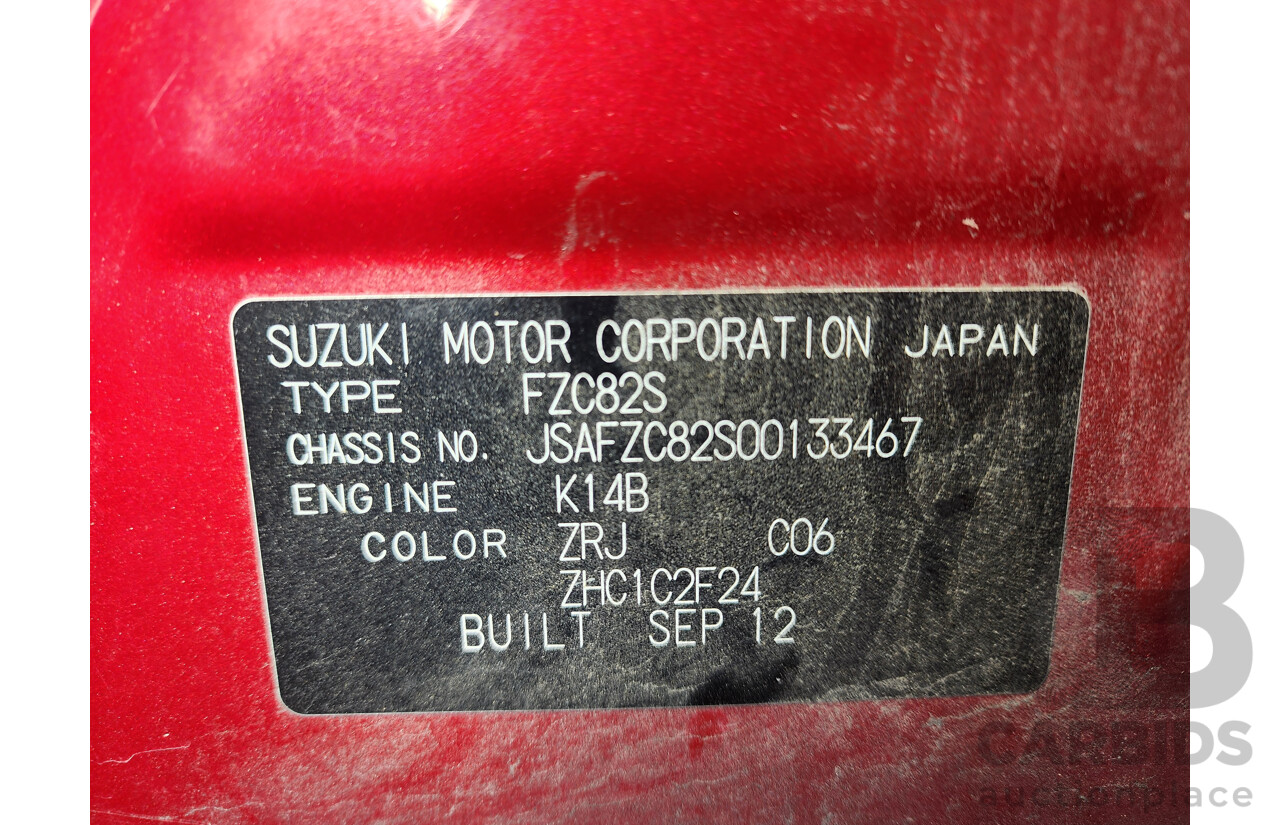 SUZUKI MOTOR CORPORATION JAPAN
TYPE FZC82S
CHASSIS NO. JSAFZC82S00133467
ENGINE K14B
COLOR ZRJ C06
ZHC1C2F24
BUILT SEP 12
B
CARBIDS
auctionplace